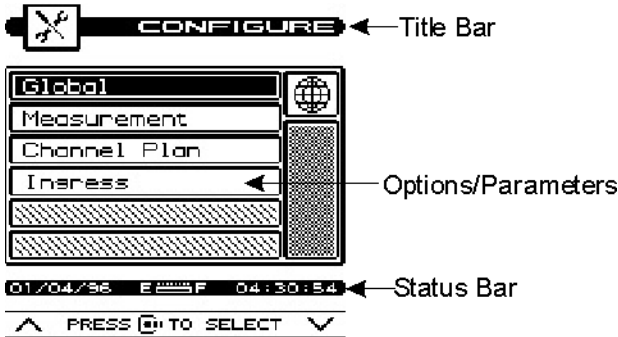 CONFIGURE
Title Bar
Global
Measurement
Channel Plan
Ingress
Options/Parameters
01/04/96 E F 04:30:54
Status Bar
PRESS TO SELECT